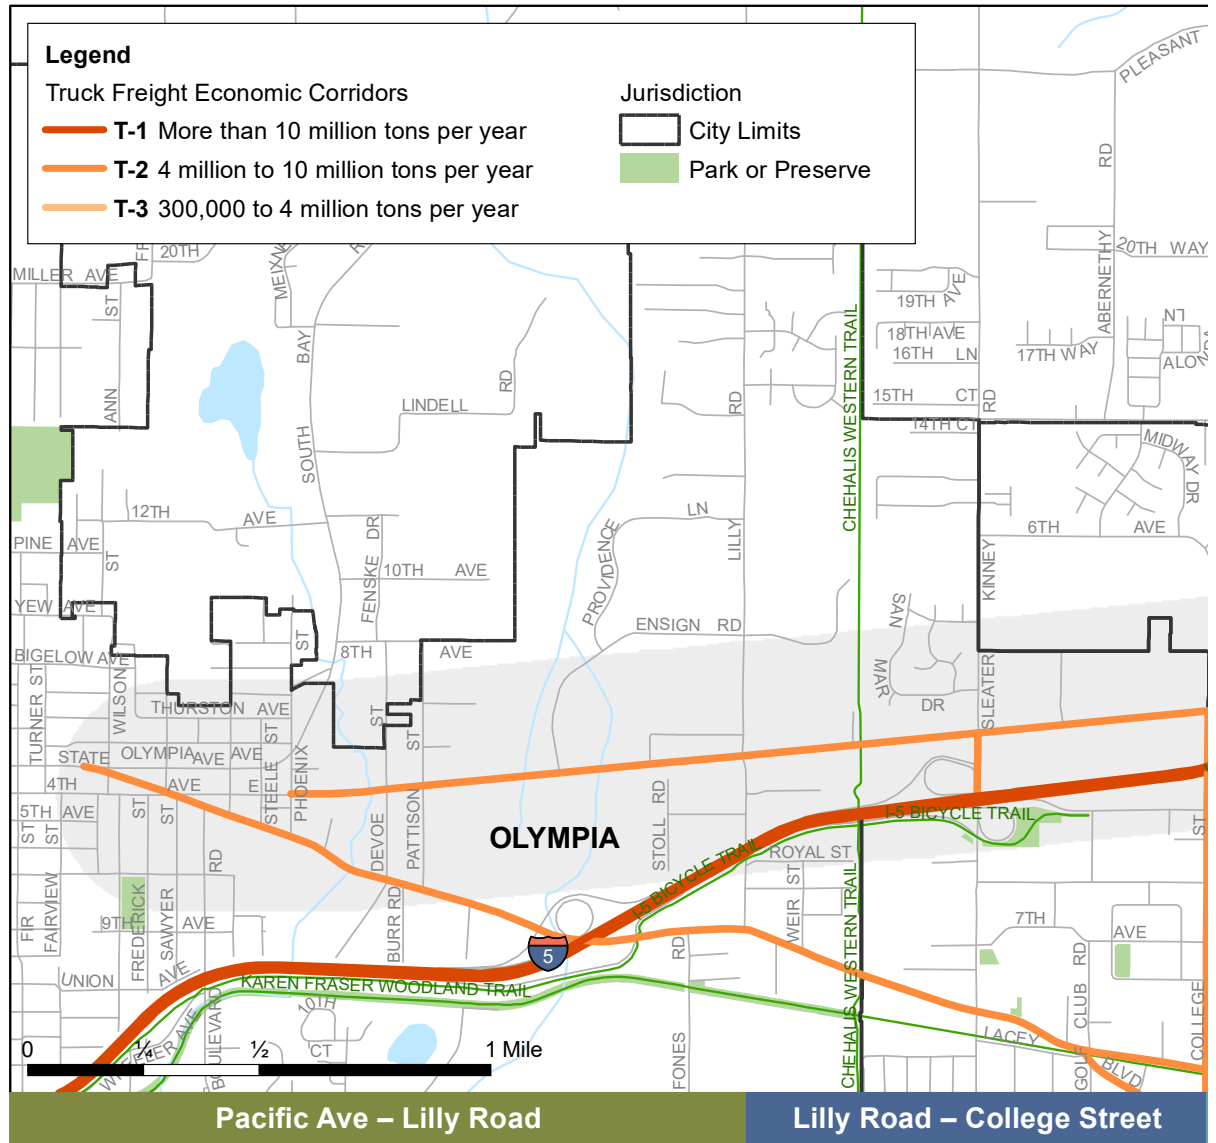 Legend
Truck Freight Economic Corridors
T-1 More than 10 million tons per year
T-2 4 million to 10 million tons per year
T-3 300,000 to 4 million tons per year
Jurisdiction
City Limits
Park or Preserve
PLEASANT
RD
ABERNETHY
20TH WAY
20TH
MILLER AVE
ST
ANN
BAY
SOUTH
LINDELL
RD
19TH AVE
18TH AVE
16TH LN
17TH WAY
LN
15TH CT
RD
14TH CT
CHEHALIS WESTERN TRAIL
MIDWAY DR
12TH AVE
PINE AVE
ST
FENSKE DR
10TH AVE
PROVIDENCE
LN
RD
LILLY
6TH AVE
KINNEY
YEW AVE
ST
8TH AVE
ENSIGN RD
SAN
MAR
DR
SLEATER
BIGELOW AVE
TURNER ST
WILSON
THURSTON AVE
ST
ST
STATE
OLYMPIA AVE AVE
4TH AVE E
STEELE ST
PHOENIX
5TH AVE
ST
ST
ST
ST
DEVOE
PATTISON
OLYMPIA
STOLL RD
I-5 BICYCLE TRAIL
I-5 BICYCLE TRAIL
ROYAL ST
ST
RD
FIR
FAIRVIEW
FREDERICK
SAWYER
9TH AVE
BURR RD
WEIR ST
CHEHALIS WESTERN TRAIL
7TH AVE
5
UNION AVE
KAREN FRASER WOODLAND TRAIL
10TH
CT
WHEELER AVE
BOULEVARD
FONES RD
GOLF CLUB RD
COLLEGE
LACEY BLVD
0 ¼ ½ 1 Mile
Pacific Ave – Lilly Road
Lilly Road – College Street